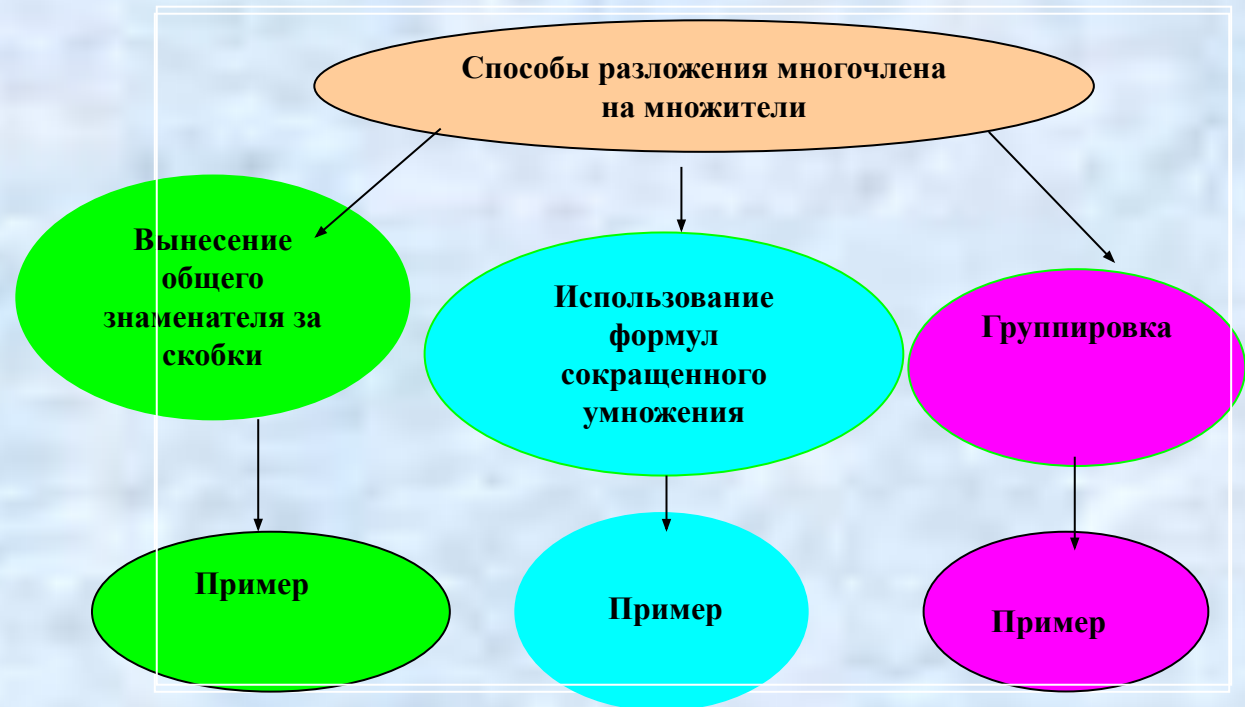 Способы разложения многочлена
на множители
Вынесение
общего
знаменателя за
скобки
Использование
формул
сокращенного
умножения
Группировка
Пример
Пример
Пример